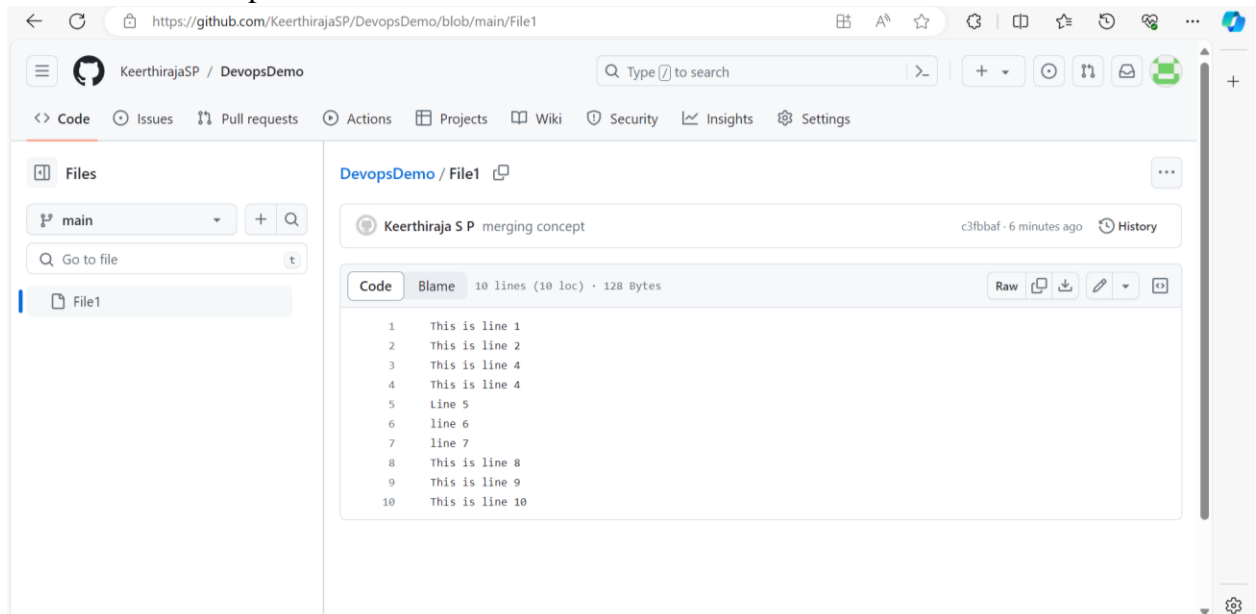 https://github.com/KeerthirajaSP/DevopsDemo/blob/main/File1
KeerthirajaSP / DevopsDemo
Type / to search
Code Issues Pull requests Actions Projects Wiki Security Insights Settings
Files
main
Go to file t
File1
DevopsDemo / File1
Keerthiraja S P merging concept c3fbbaf · 6 minutes ago History
Code Blame 10 lines (10 loc) · 128 Bytes Raw
1 This is line 1
2 This is line 2
3 This is line 4
4 This is line 4
5 Line 5
6 line 6
7 line 7
8 This is line 8
9 This is line 9
10 This is line 10